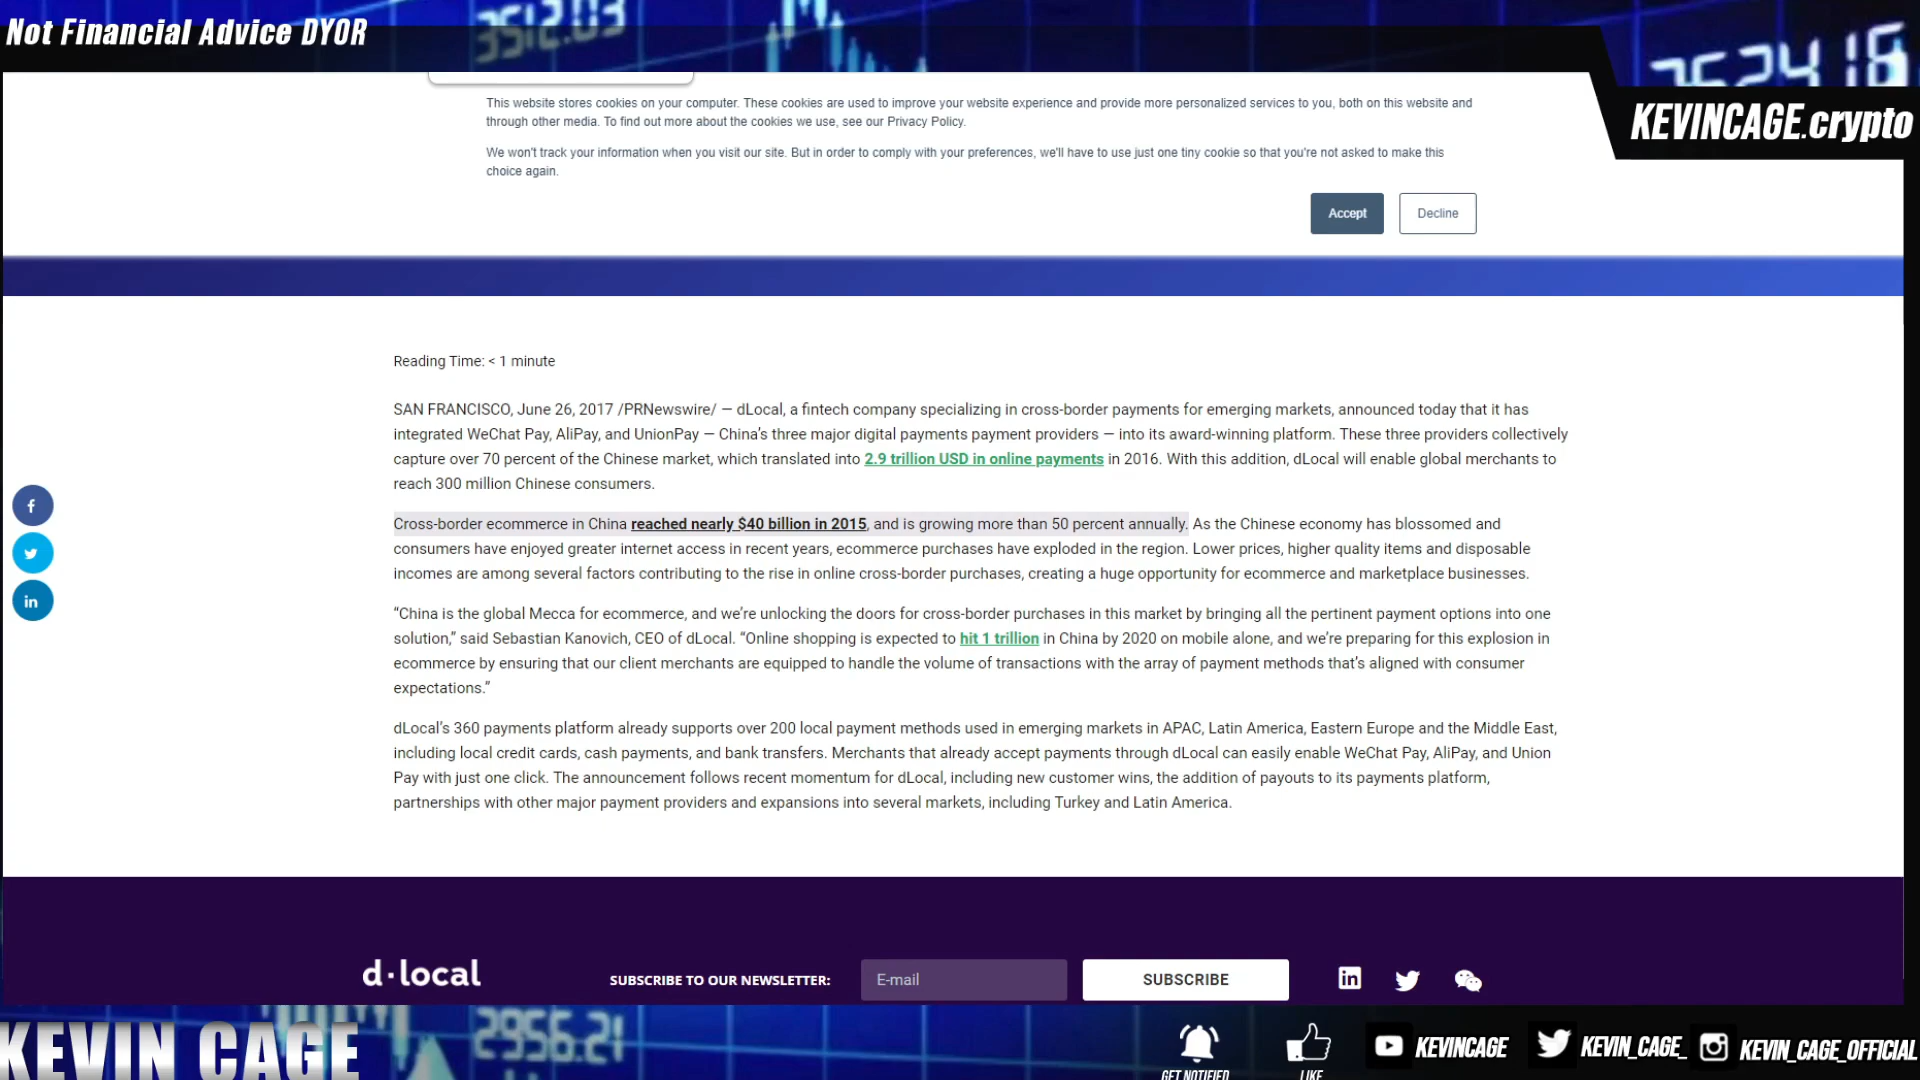 Not Financial Advice DYOR
3512.03
KEVINCAGE.crypto
This website stores cookies on your computer. These cookies are used to improve your website experience and provide more personalized services to you, both on this website and
through other media. To find out more about the cookies we use, see our Privacy Policy.
We won't track your information when you visit our site. But in order to comply with your preferences, we'll have to use just one tiny cookie so that you're not asked to make this
choice again.
Accept
Decline
Reading Time: < 1 minute
SAN FRANCISCO, June 26, 2017 /PRNewswire/ — dLocal, a fintech company specializing in cross-border payments for emerging markets, announced today that it has
integrated WeChat Pay, AliPay, and UnionPay — China’s three major digital payments payment providers — into its award-winning platform. These three providers collectively
capture over 70 percent of the Chinese market, which translated into 2.9 trillion USD in online payments in 2016. With this addition, dLocal will enable global merchants to
reach 300 million Chinese consumers.
Cross-border ecommerce in China reached nearly $40 billion in 2015, and is growing more than 50 percent annually. As the Chinese economy has blossomed and
consumers have enjoyed greater internet access in recent years, ecommerce purchases have exploded in the region. Lower prices, higher quality items and disposable
incomes are among several factors contributing to the rise in online cross-border purchases, creating a huge opportunity for ecommerce and marketplace businesses.
“China is the global Mecca for ecommerce, and we’re unlocking the doors for cross-border purchases in this market by bringing all the pertinent payment options into one
solution,” said Sebastian Kanovich, CEO of dLocal. “Online shopping is expected to hit 1 trillion in China by 2020 on mobile alone, and we’re preparing for this explosion in
ecommerce by ensuring that our client merchants are equipped to handle the volume of transactions with the array of payment methods that’s aligned with consumer
expectations.”
dLocal’s 360 payments platform already supports over 200 local payment methods used in emerging markets in APAC, Latin America, Eastern Europe and the Middle East,
including local credit cards, cash payments, and bank transfers. Merchants that already accept payments through dLocal can easily enable WeChat Pay, AliPay, and Union
Pay with just one click. The announcement follows recent momentum for dLocal, including new customer wins, the addition of payouts to its payments platform,
partnerships with other major payment providers and expansions into several markets, including Turkey and Latin America.
d·local
SUBSCRIBE TO OUR NEWSLETTER:
E-mail
SUBSCRIBE
KEVIN CAGE
2956.21
GET NOTIFIED
LIKE
KEVINCAGE
KEVIN_CAGE_
KEVIN_CAGE_OFFICIAL